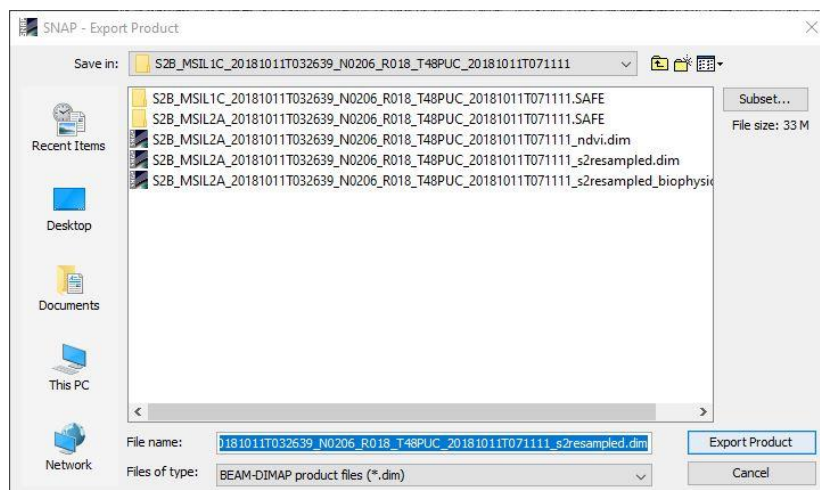 SNAP - Export Product
Save in:
S2B_MSIL1C_20181011T032639_N0206_R018_T48PUC_20181011T071111
S2B_MSIL1C_20181011T032639_N0206_R018_T48PUC_20181011T071111.SAFE
S2B_MSIL2A_20181011T032639_N0206_R018_T48PUC_20181011T071111.SAFE
S2B_MSIL2A_20181011T032639_N0206_R018_T48PUC_20181011T071111_ndvi.dim
S2B_MSIL2A_20181011T032639_N0206_R018_T48PUC_20181011T071111_s2resampled.dim
S2B_MSIL2A_20181011T032639_N0206_R018_T48PUC_20181011T071111_s2resampled_biophysic
Subset...
File size: 33 M
Recent Items
Desktop
Documents
This PC
Network
File name:
0181011T032639_N0206_R018_T48PUC_20181011T071111_s2resampled.dim
Export Product
Files of type:
BEAM-DIMAP product files (*.dim)
Cancel